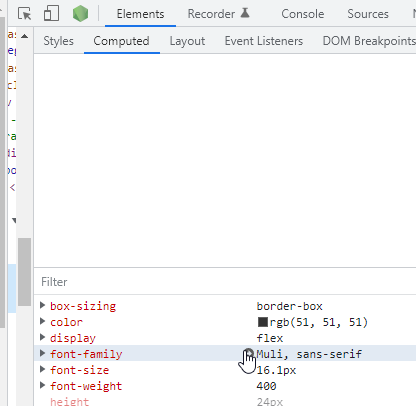 Elements Recorder Console Sources
Styles Computed Layout Event Listeners DOM Breakpoints
Filter
box-sizing border-box
color rgb(51, 51, 51)
display flex
font-family Muli, sans-serif
font-size 16.1px
font-weight 400
height 24px